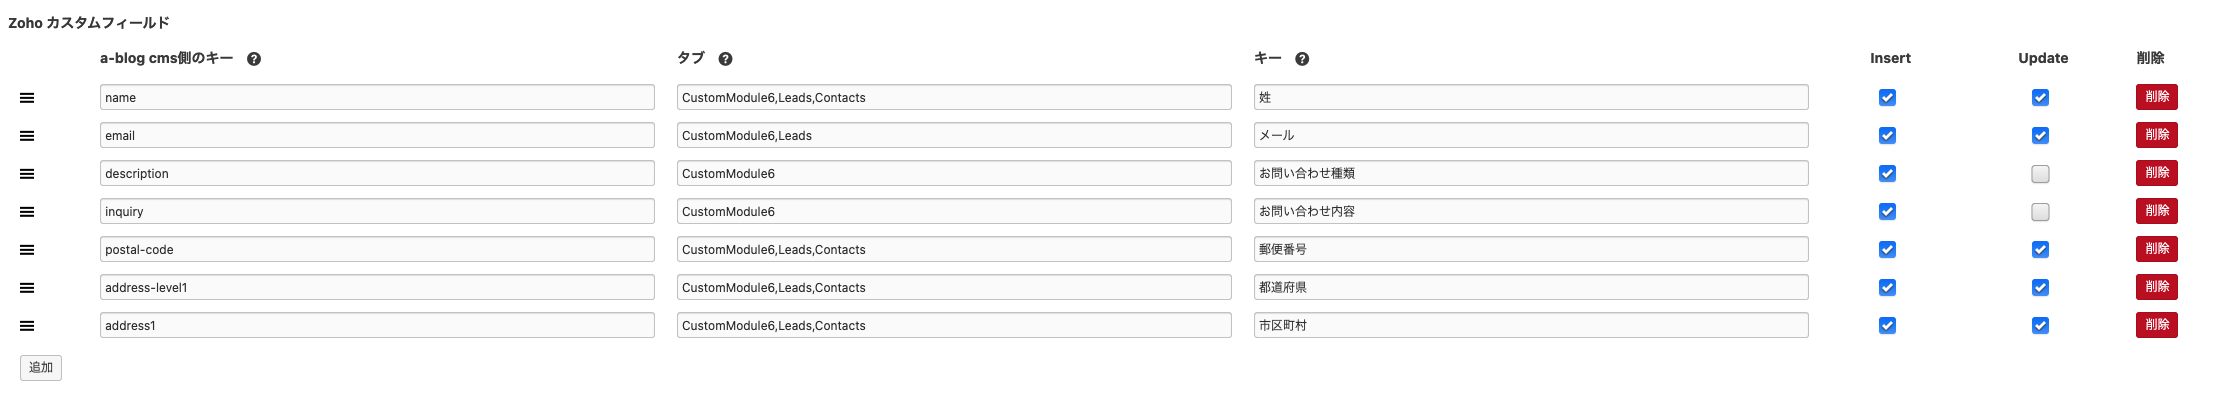 Zoho カスタムフィールド
a-blog cms側のキー ? タブ ? キー ? Insert Update 削除
name CustomModule6,Leads,Contacts 姓 削除
email CustomModule6,Leads メール 削除
description CustomModule6 お問い合わせ種類 削除
inquiry CustomModule6 お問い合わせ内容 削除
postal-code CustomModule6,Leads,Contacts 郵便番号 削除
address-level1 CustomModule6,Leads,Contacts 都道府県 削除
address1 CustomModule6,Leads,Contacts 市区町村 削除
追加